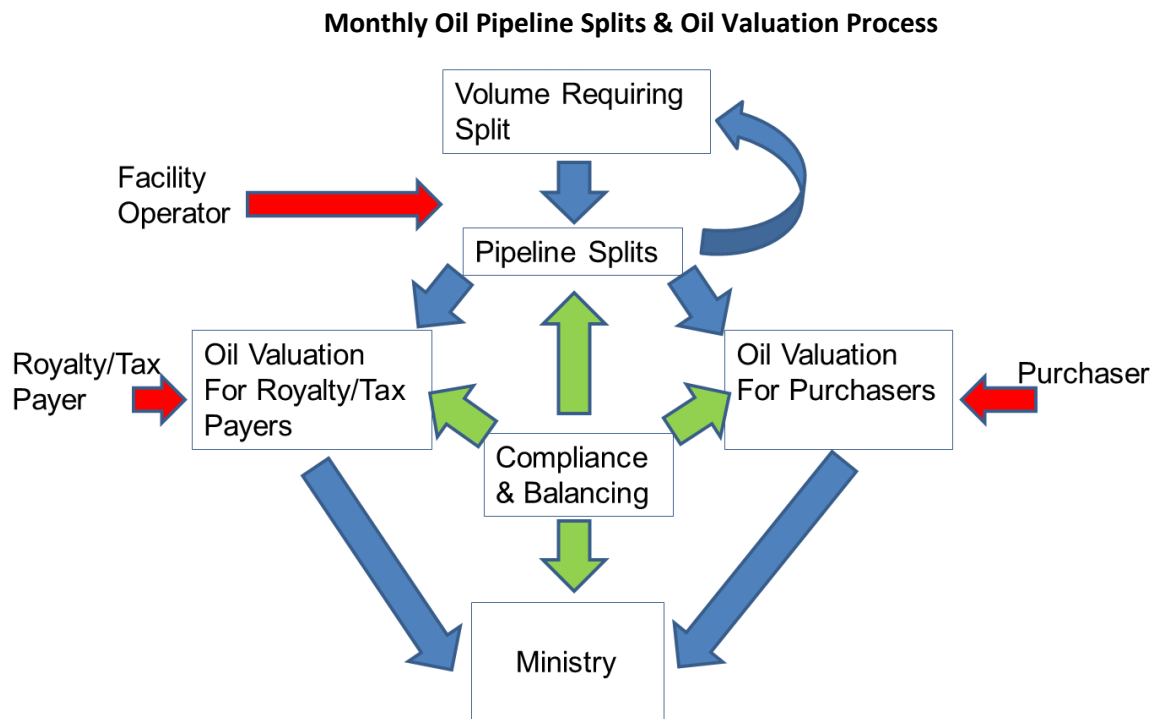 Monthly Oil Pipeline Splits & Oil Valuation Process
Volume Requiring
Split
Facility
Operator
Pipeline Splits
Royalty/Tax
Payer
Oil Valuation
For Royalty/Tax
Payers
Oil Valuation
For Purchasers
Purchaser
Compliance
& Balancing
Ministry